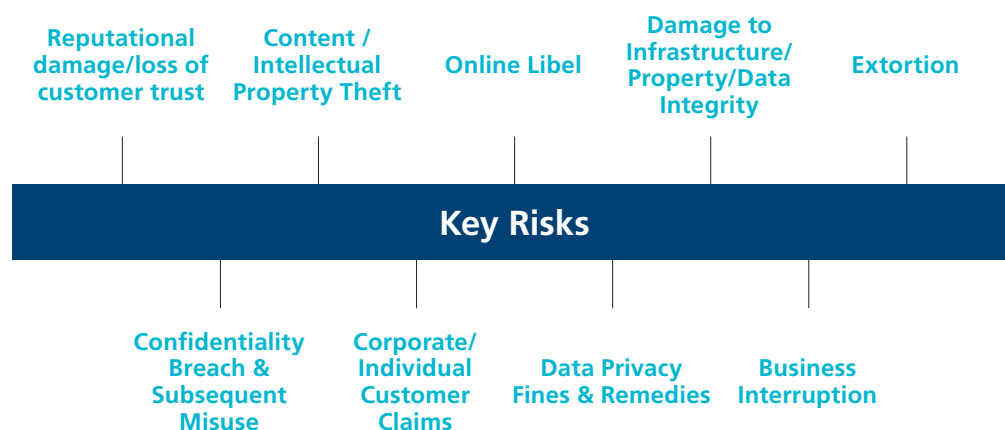 Reputational
damage/loss of
customer trust
Content /
Intellectual
Property Theft
Online Libel
Damage to
Infrastructure/
Property/Data
Integrity
Extortion
Key Risks
Confidentiality
Breach &
Subsequent
Misuse
Corporate/
Individual
Customer
Claims
Data Privacy
Fines & Remedies
Business
Interruption